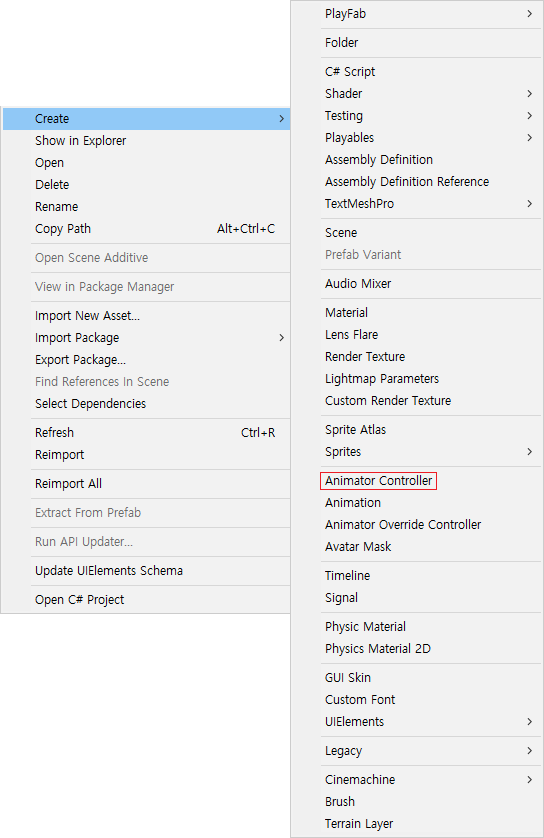 Create
Show in Explorer
Open
Delete
Rename
Copy Path Alt+Ctrl+C
Open Scene Additive
View in Package Manager
Import New Asset...
Import Package
Export Package...
Find References In Scene
Select Dependencies
Refresh Ctrl+R
Reimport
Reimport All
Extract From Prefab
Run API Updater...
Update UIElements Schema
Open C# Project
PlayFab
Folder
C# Script
Shader
Testing
Playables
Assembly Definition
Assembly Definition Reference
TextMeshPro
Scene
Prefab Variant
Audio Mixer
Material
Lens Flare
Render Texture
Lightmap Parameters
Custom Render Texture
Sprite Atlas
Sprites
Animator Controller
Animation
Animator Override Controller
Avatar Mask
Timeline
Signal
Physic Material
Physics Material 2D
GUI Skin
Custom Font
UIElements
Legacy
Cinemachine
Brush
Terrain Layer